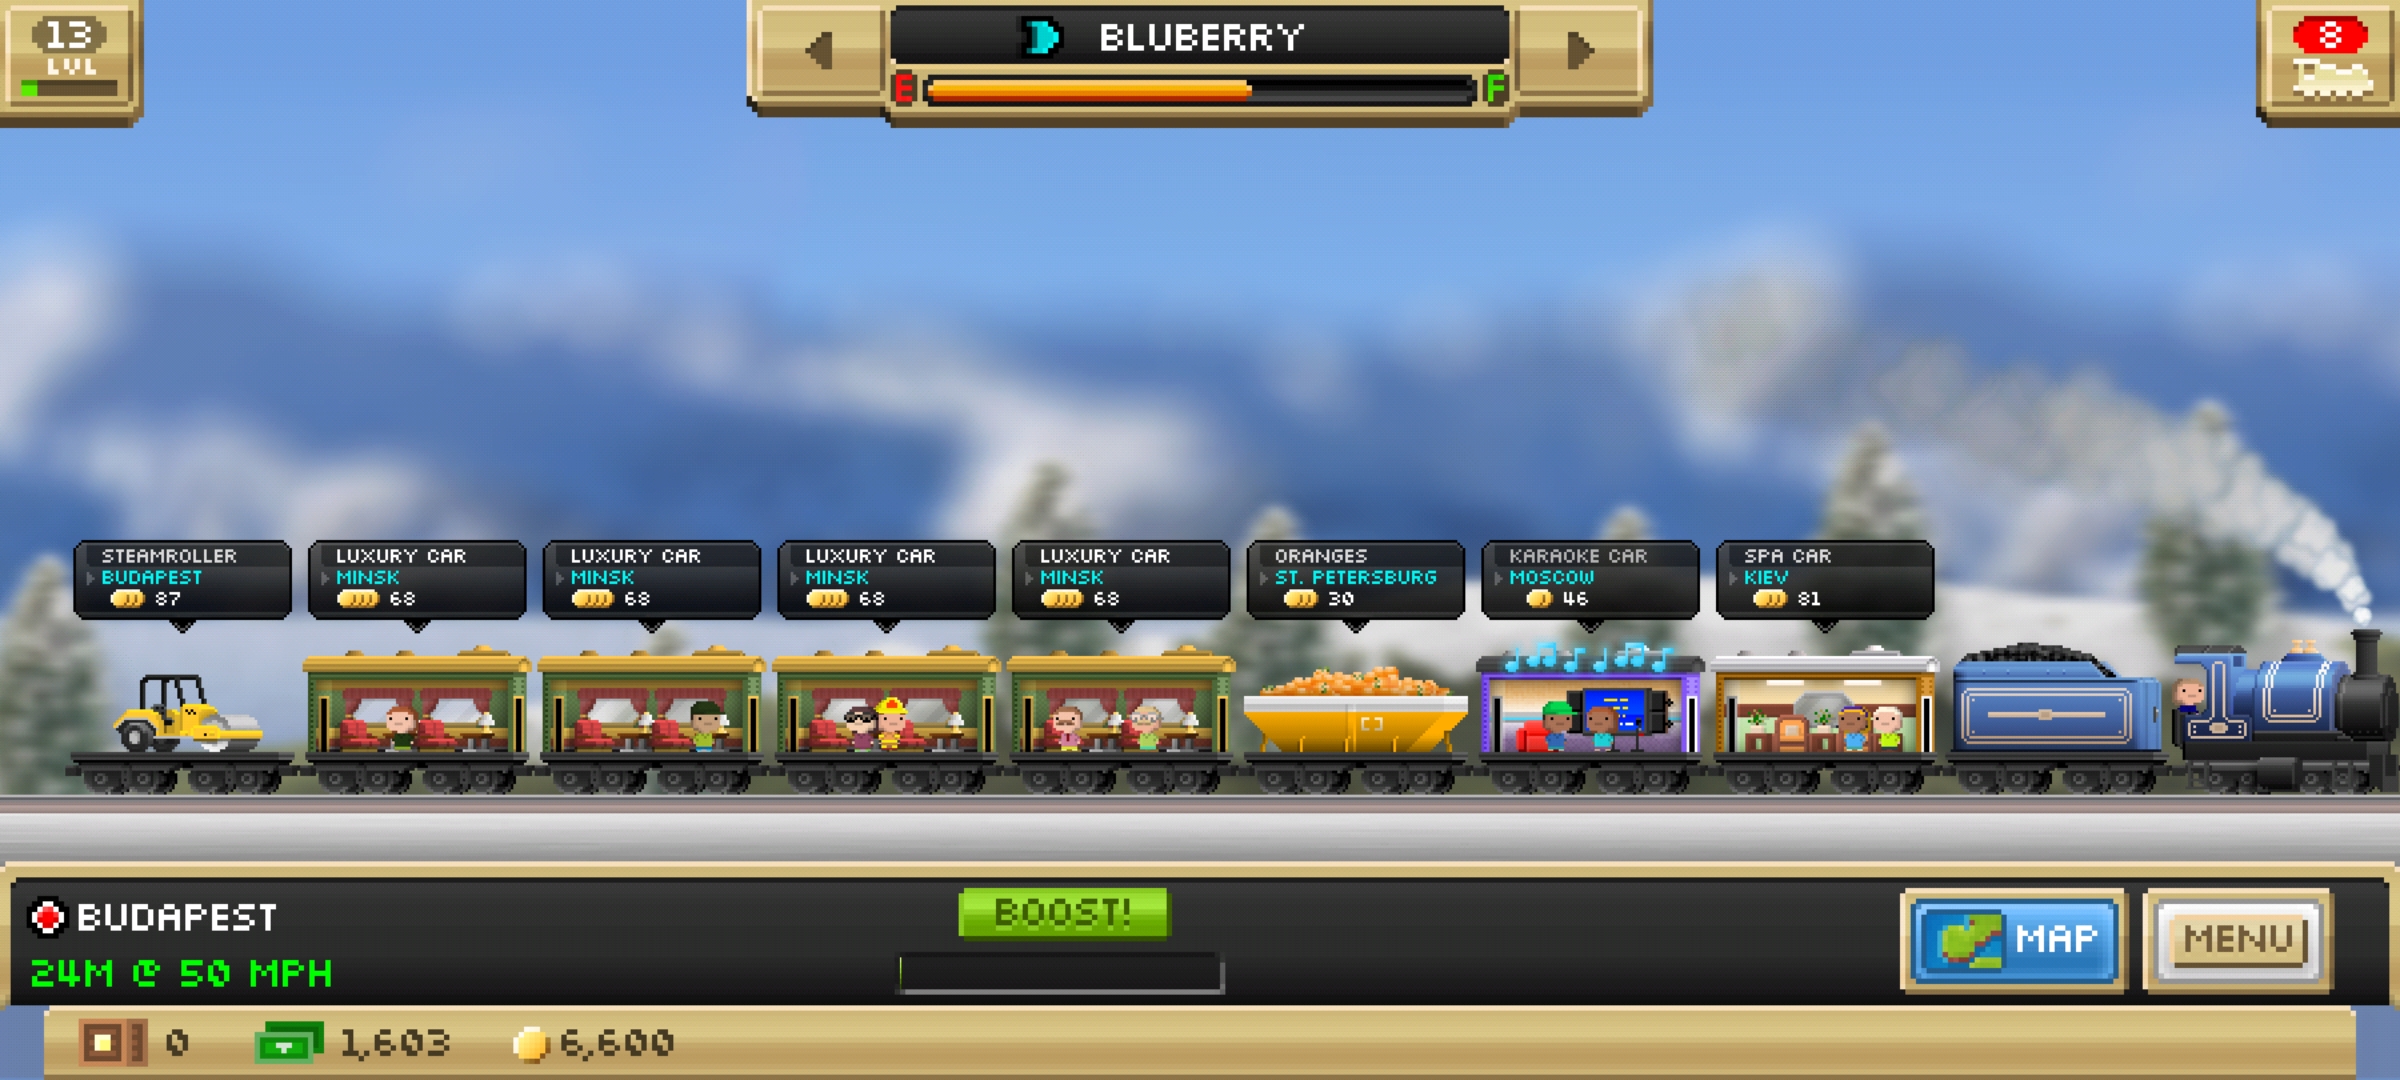 13
LVL
BLUBERRY
E F
8
STEAMROLLER
BUDAPEST
87
LUXURY CAR
MINSK
68
LUXURY CAR
MINSK
68
LUXURY CAR
MINSK
68
LUXURY CAR
MINSK
68
ORANGES
ST. PETERSBURG
30
KARAOKE CAR
MOSCOW
46
SPA CAR
KIEV
81
BUDAPEST
24M @ 50 MPH
BOOST!
MAP
MENU
0 1,603 6,600